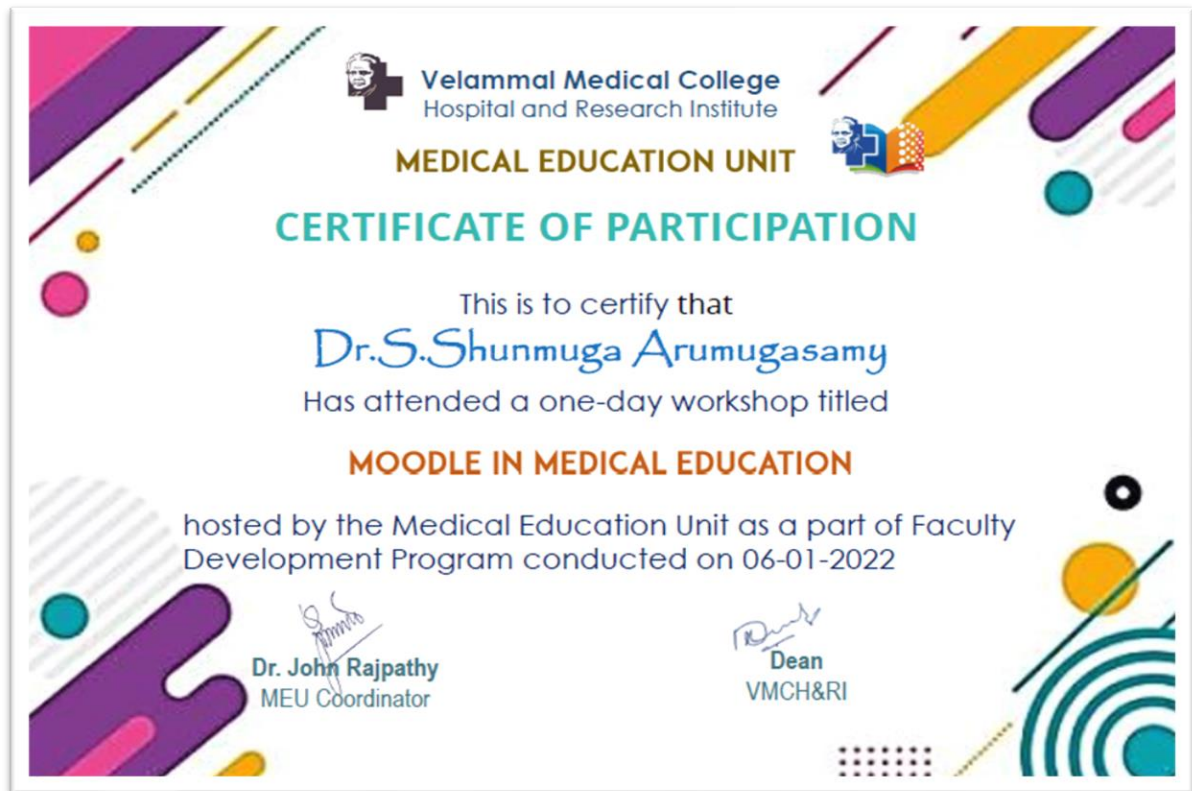 Velammal Medical College
Hospital and Research Institute
MEDICAL EDUCATION UNIT
CERTIFICATE OF PARTICIPATION
This is to certify that
Dr.S.Shunmuga Arumugasamy
Has attended a one-day workshop titled
MOODLE IN MEDICAL EDUCATION
hosted by the Medical Education Unit as a part of Faculty
Development Program conducted on 06-01-2022
Dr. John Rajpathy
MEU Coordinator
Dean
VMCH&RI